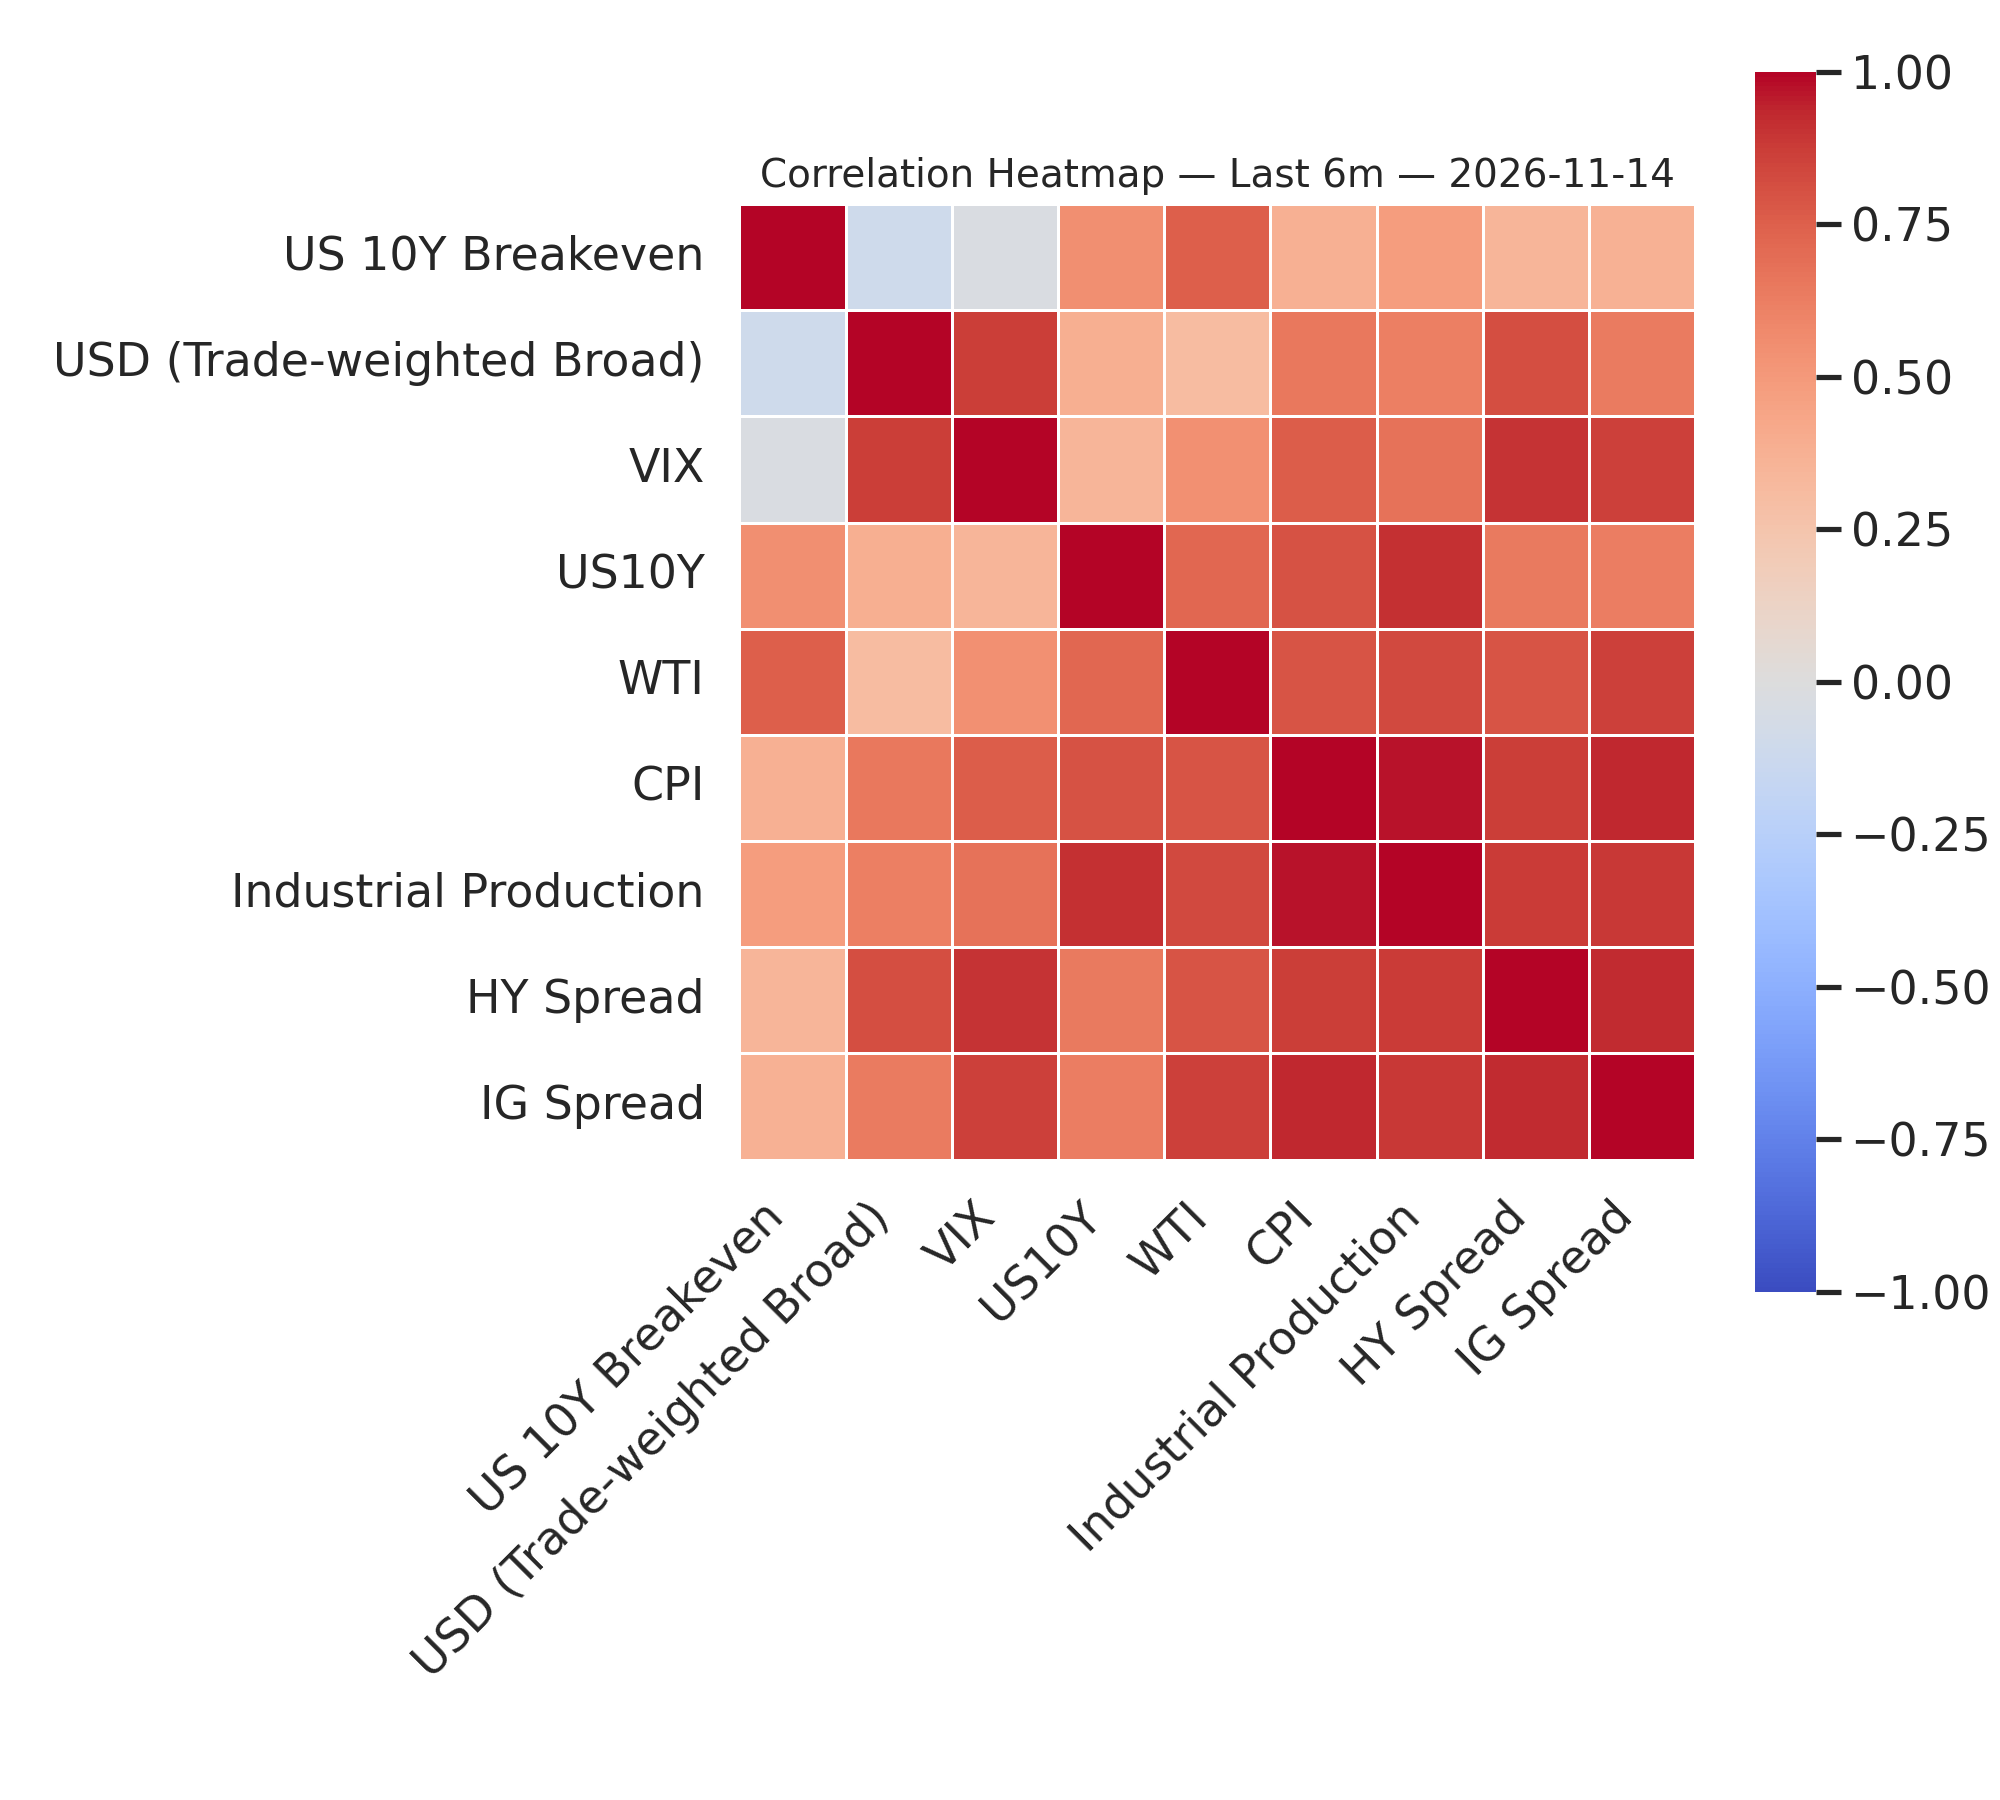 Correlation Heatmap — Last 6m — 2026-11-14
US 10Y Breakeven
USD (Trade-weighted Broad)
VIX
US10Y
WTI
CPI
Industrial Production
HY Spread
IG Spread
US 10Y Breakeven
USD (Trade-weighted Broad)
VIX
US10Y
WTI
CPI
Industrial Production
HY Spread
IG Spread
1.00
0.75
0.50
0.25
0.00
−0.25
−0.50
−0.75
−1.00